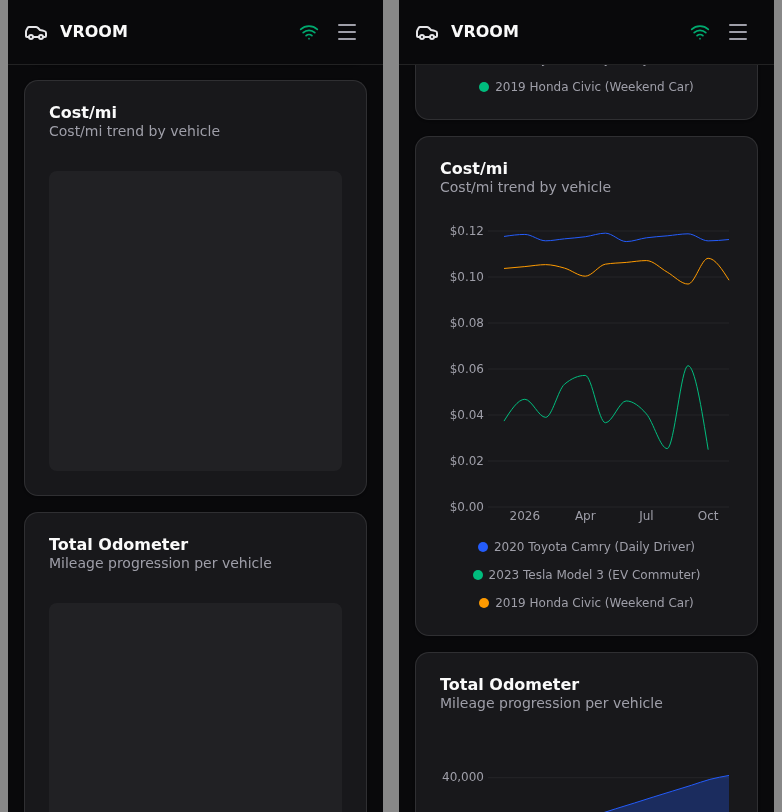 VROOM
Cost/mi
Cost/mi trend by vehicle
Total Odometer
Mileage progression per vehicle
VROOM
2019 Honda Civic (Weekend Car)
Cost/mi
Cost/mi trend by vehicle
$0.12
$0.10
$0.08
$0.06
$0.04
$0.02
$0.00
2026 Apr Jul Oct
2020 Toyota Camry (Daily Driver)
2023 Tesla Model 3 (EV Commuter)
2019 Honda Civic (Weekend Car)
Total Odometer
Mileage progression per vehicle
40,000